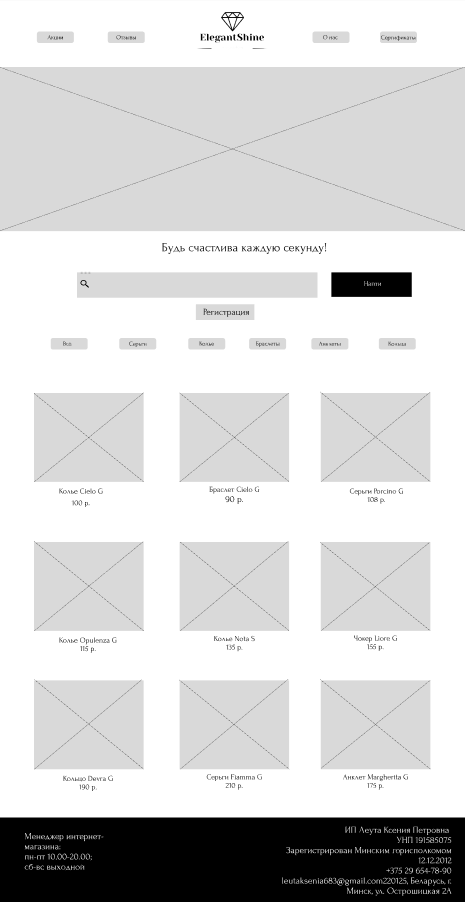 Акции
Отзывы
ElegantShine
О нас
Сертификаты
Будь счастлива каждую секунду!
Найти
Регистрация
Все
Серьги
Колье
Браслеты
Анклеты
Кольца
Колье Cielo G
100 р.
Браслет Cielo G
90 р.
Серьги Porcino G
108 р.
Колье Opulenza G
115 р.
Колье Nota S
135 р.
Чокер Liore G
155 р.
Кольцо Devra G
190 р.
Серьги Fiamma G
210 р.
Анклет Margherita G
175 р.
Менеджер интернет-
магазина:
пн-пт 10.00-20.00;
сб-вс выходной
ИП Леута Ксения Петровна
УНП 191585075
Зарегистрирован Минским горисполкомом
12.12.2012
+375 29 654-78-90
leutaksenia683@gmail.com220125, Беларусь, г.
Минск, ул. Острошицкая 2А